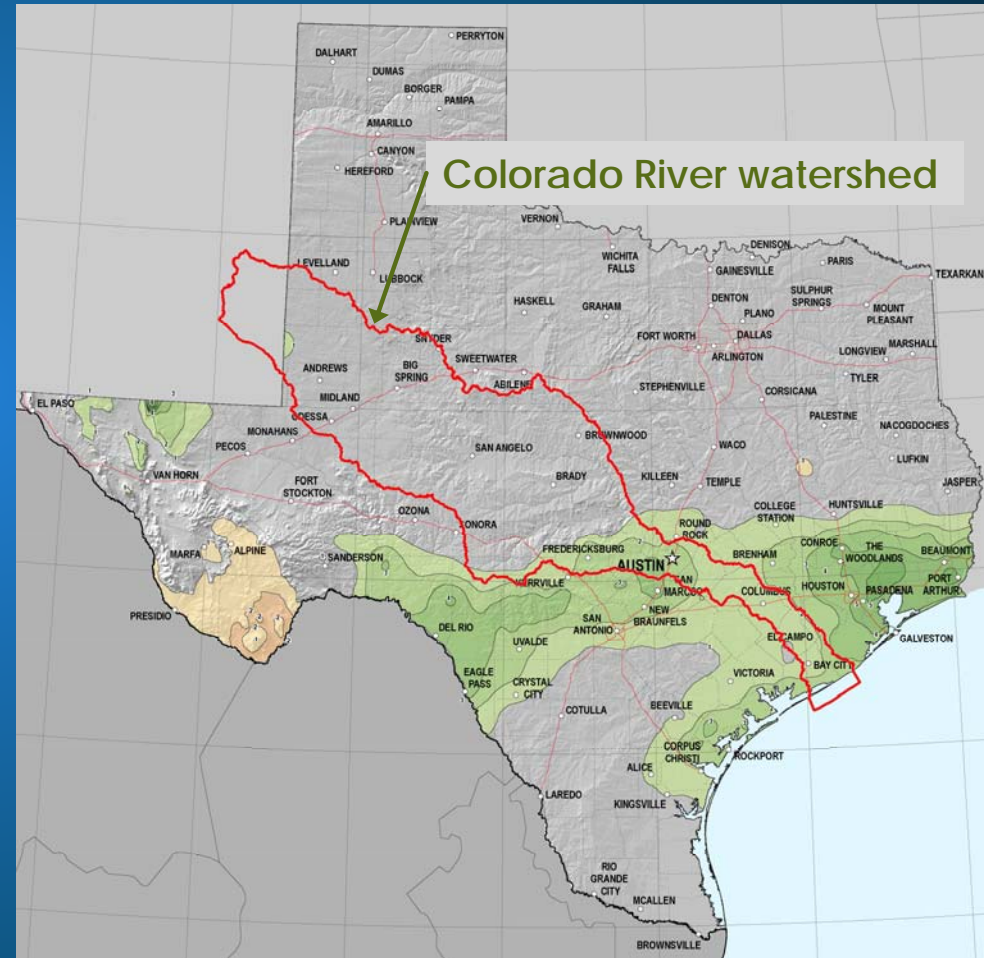 PERRYTON
DALHART
DUMAS
BORGER
PAMPA
AMARILLO
CANYON
HEREFORD
Colorado River watershed
PLAINVIEW
VERNON
WICHITA
FALLS
DENISON
GAINESVILLE
PARIS
TEXARKAN
LEVELLAND
LUBBOCK
HASKELL
GRAHAM
DENTON
PLANO
SULPHUR
SPRINGS
MOUNT
PLEASANT
SNYDER
FORT WORTH
DALLAS
ARLINGTON
LONGVIEW
MARSHALL
TYLER
ANDREWS
BIG
SPRING
SWEETWATER
ABILENE
STEPHENVILLE
CORSICANA
MIDLAND
ODESSA
EL PASO
MONAHANS
PECOS
SAN ANGELO
BROWNWOOD
WACO
PALESTINE
NACOGDOCHES
LUFKIN
VAN HORN
FORT
STOCKTON
BRADY
KILLEEN
TEMPLE
JASPER
OZONA
SONORA
COLLEGE
STATION
HUNTSVILLE
ROUND
ROCK
MARFA
ALPINE
SANDERSON
FREDERICKSBURG
AUSTIN
BRENHAM
CONROE
THE
WOODLANDS
BEAUMONT
KERRVILLE
SAN
MARCOS
COLUMBUS
HOUSTON
PASADENA
PORT
ARTHUR
PRESIDIO
DEL RIO
UVALDE
SAN
ANTONIO
NEW
BRAUNFELS
EL CAMPO
GALVESTON
BAY CITY
EAGLE
PASS
CRYSTAL
CITY
VICTORIA
COTULLA
BEEVILLE
CORPUS
CHRISTI
ROCKPORT
ALICE
LAREDO
KINGSVILLE
RIO
GRANDE
CITY
MCALLEN
BROWNSVILLE